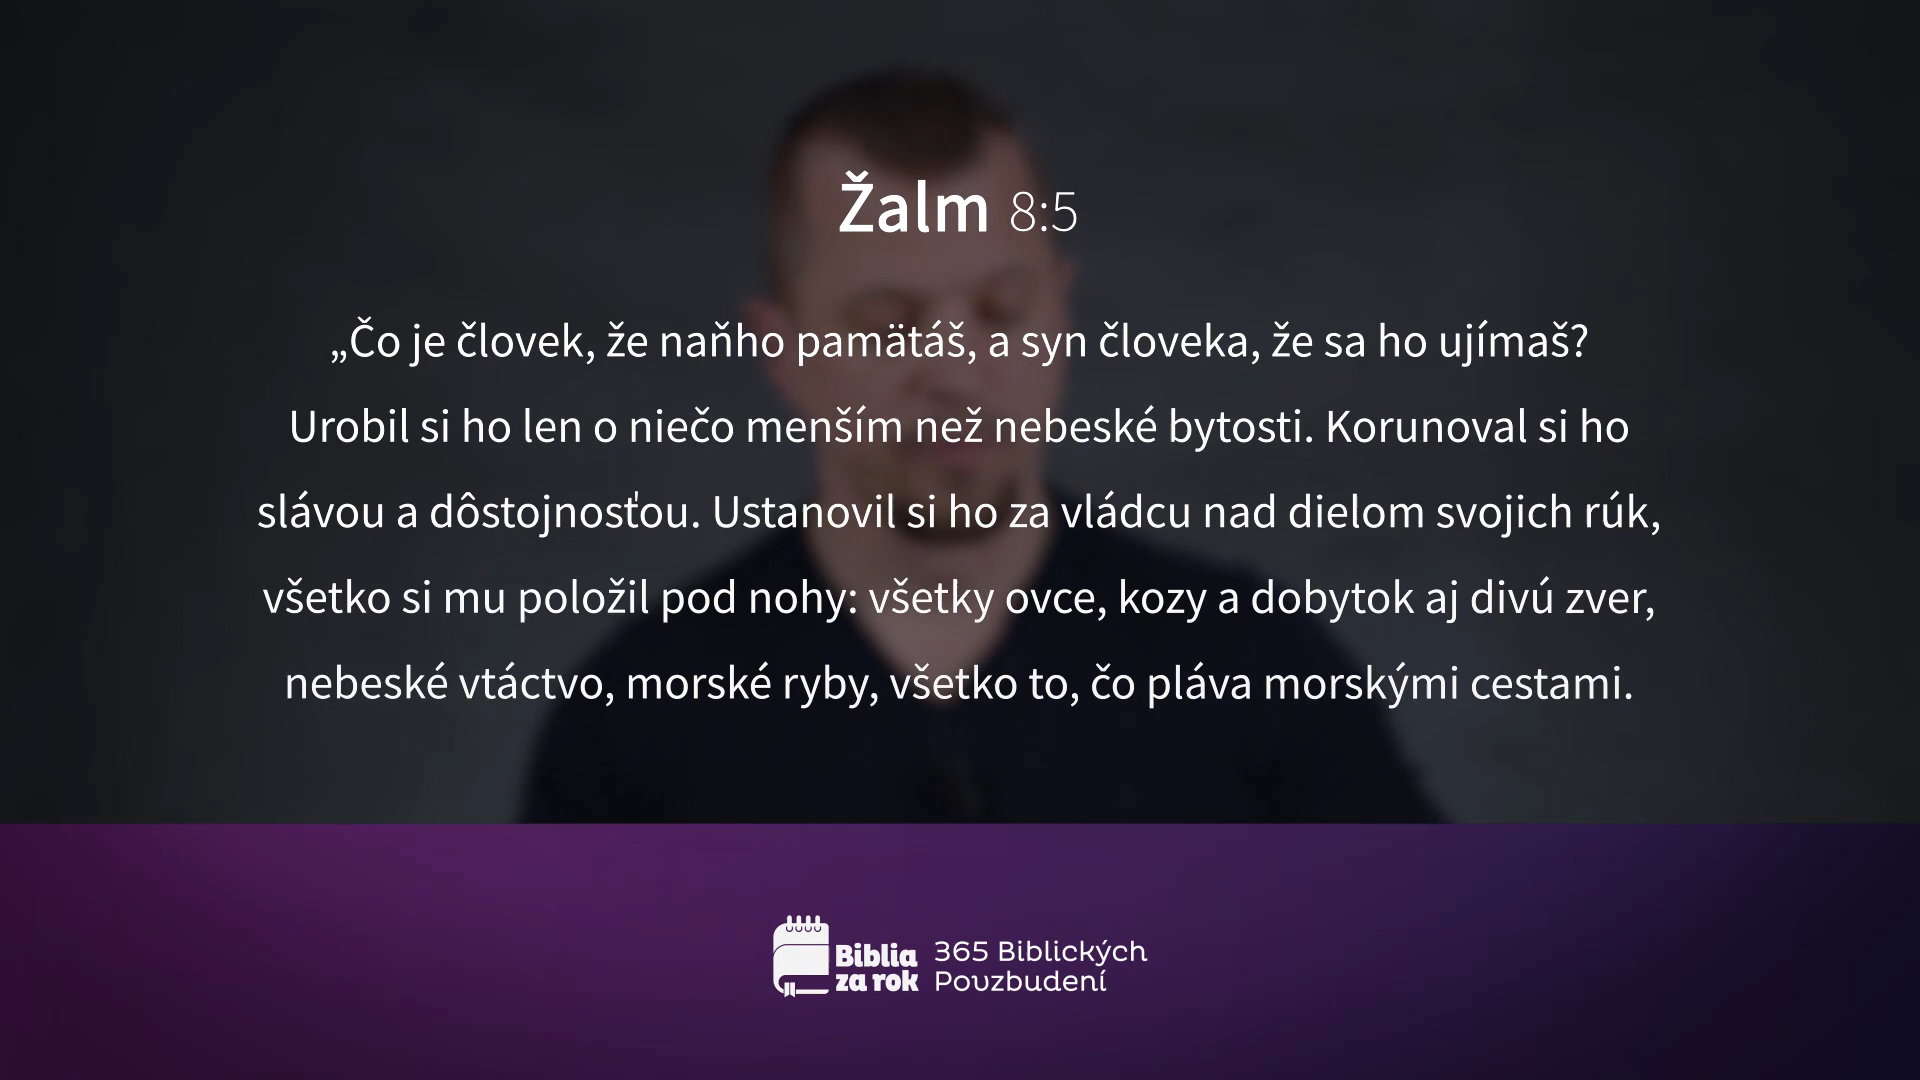 Žalm 8:5
„Čo je človek, že naňho pamätáš, a syn človeka, že sa ho ujímaš?
Urobil si ho len o niečo menším než nebeské bytosti. Korunoval si ho
slávou a dôstojnosťou. Ustanovil si ho za vládcu nad dielom svojich rúk,
všetko si mu položil pod nohy: všetky ovce, kozy a dobytok aj divú zver,
nebeské vtáctvo, morské ryby, všetko to, čo pláva morskými cestami.
Biblia
za rok
365 Biblických
Povzbudení